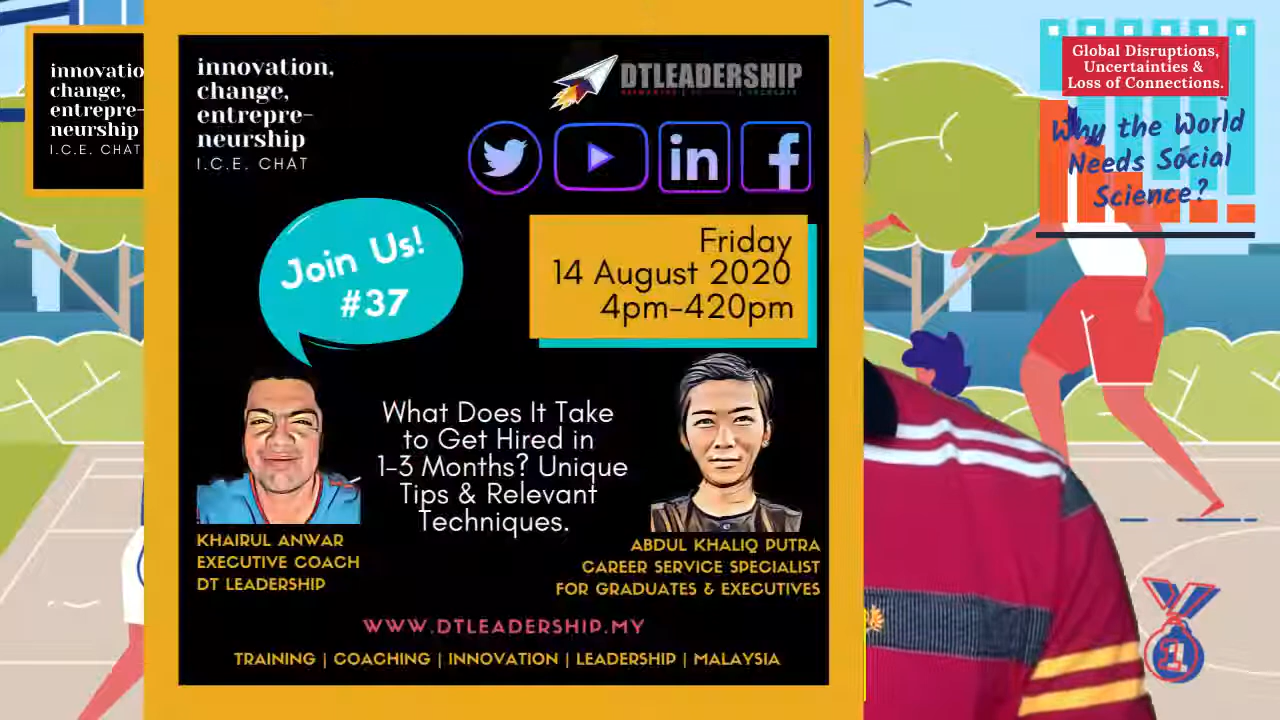 innovatio
change,
entrepre-
neurship
I.C.E. CHAT
innovation,
change,
entrepre-
neurship
I.C.E. CHAT
DTLEADERSHIP
in
f
Join Us!
#37
Friday
14 August 2020
4pm-420pm
What Does It Take
to Get Hired in
1-3 Months? Unique
Tips & Relevant
Techniques.
KHAIRUL ANWAR
EXECUTIVE COACH
DT LEADERSHIP
ABDUL KHALIQ PUTRA
CAREER SERVICE SPECIALIST
FOR GRADUATES & EXECUTIVES
WWW.DTLEADERSHIP.MY
TRAINING | COACHING | INNOVATION | LEADERSHIP | MALAYSIA
Global Disruptions,
Uncertainties &
Loss of Connections.
Why the World
Needs Social
Science?
1